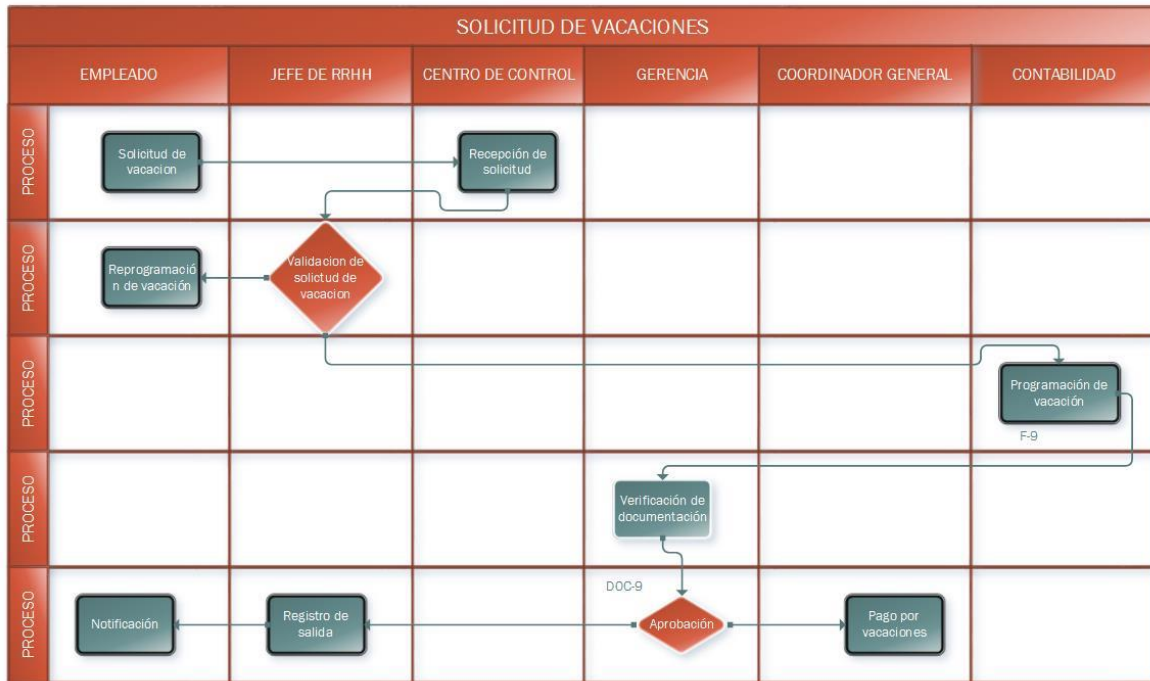 SOLICITUD DE VACACIONES
EMPLEADO
JEFE DE RRHH
CENTRO DE CONTROL
GERENCIA
COORDINADOR GENERAL
CONTABILIDAD
PROCESO
Solicitud de
vacacion
Recepción de
solicitud
PROCESO
Reprogramació
n de vacación
Validacion de
solictud de
vacacion
PROCESO
Programación de
vacación
F-9
PROCESO
Verificación de
documentación
PROCESO
DOC-9
Notificación
Registro de
salida
Aprobación
Pago por
vacaciones